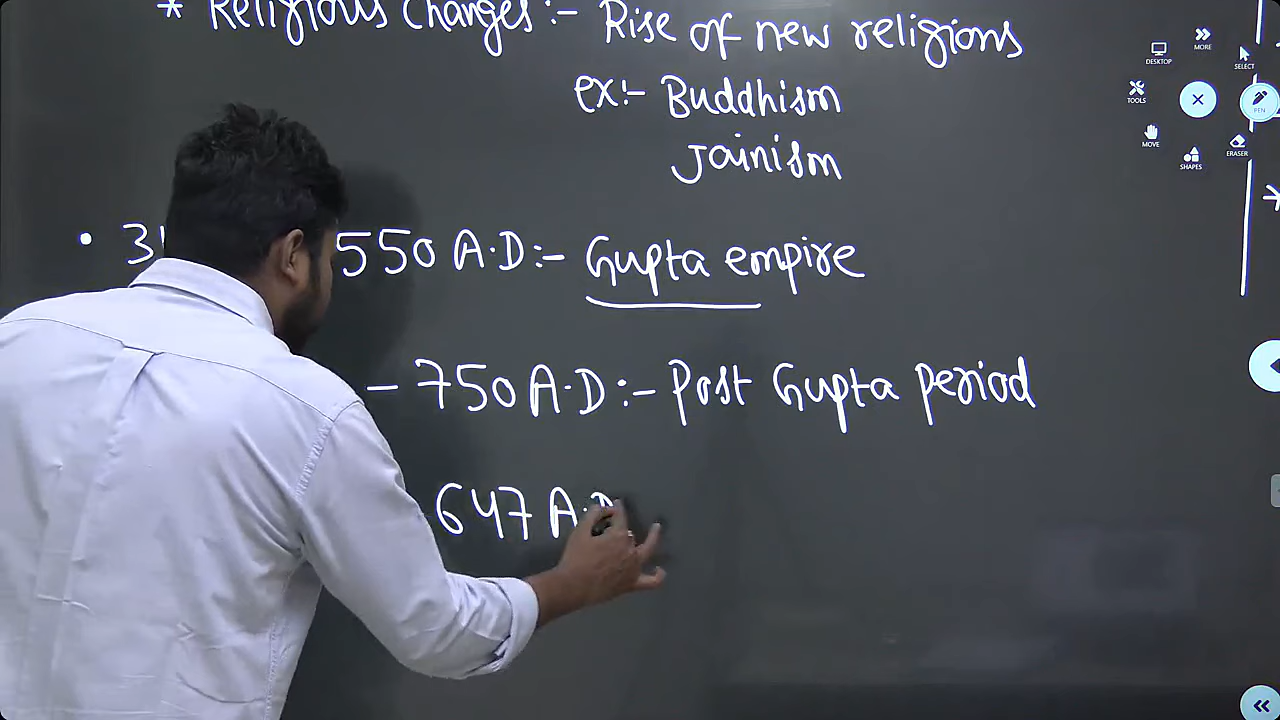 * Religious Changes:- Rise of new religions
ex:- Buddhism
Jainism
• 3 550 A.D:- Gupta empire
- 750 A.D:- Post Gupta period
647 A.D
DESKTOP
MORE
SELECT
TOOLS
PEN
MOVE
SHAPES
ERASER
*